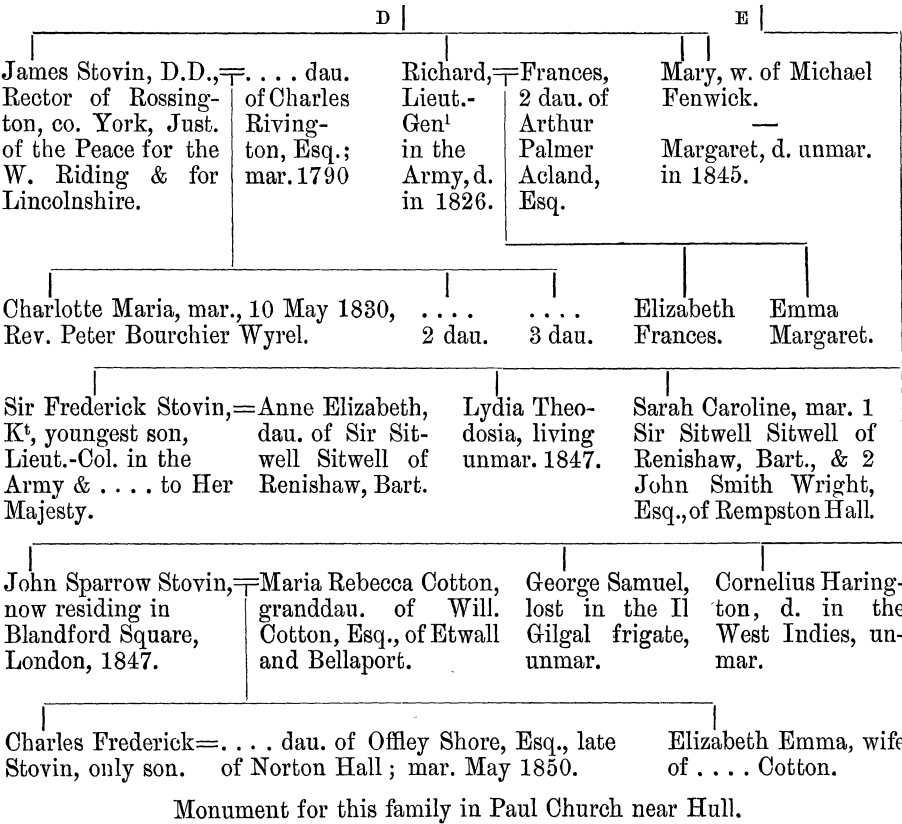 D E
James Stovin, D.D., = . . . . dau. Richard, = Frances, Mary, w. of Michael
Rector of Rossing- of Charles Lieut.- 2 dau. of Fenwick.
ton, co. York, Just. Riving- Genl Arthur —
of the Peace for the ton, Esq.; in the Palmer Margaret, d. unmar.
W. Riding & for mar. 1790 Army, d. Acland, in 1845.
Lincolnshire. in 1826. Esq.
Charlotte Maria, mar., 10 May 1830, . . . . . . . . Elizabeth Emma
Rev. Peter Bourchier Wyrel. 2 dau. 3 dau. Frances. Margaret.
Sir Frederick Stovin, = Anne Elizabeth, Lydia Theo- Sarah Caroline, mar. 1
Kt, youngest son, dau. of Sir Sit- dosia, living Sir Sitwell Sitwell of
Lieut.-Col. in the well Sitwell of unmar. 1847. Renishaw, Bart., & 2
Army & . . . . to Her Renishaw, Bart. John Smith Wright,
Majesty. Esq., of Rempston Hall.
John Sparrow Stovin, = Maria Rebecca Cotton, George Samuel, Cornelius Haring-
now residing in granddau. of Will. lost in the Il ton, d. in the
Blandford Square, Cotton, Esq., of Etwall Gilgal frigate, West Indies, un-
London, 1847. and Bellaport. unmar. mar.
Charles Frederick = . . . . dau. of Offley Shore, Esq., late Elizabeth Emma, wife
Stovin, only son. of Norton Hall; mar. May 1850. of . . . . Cotton.
Monument for this family in Paul Church near Hull.